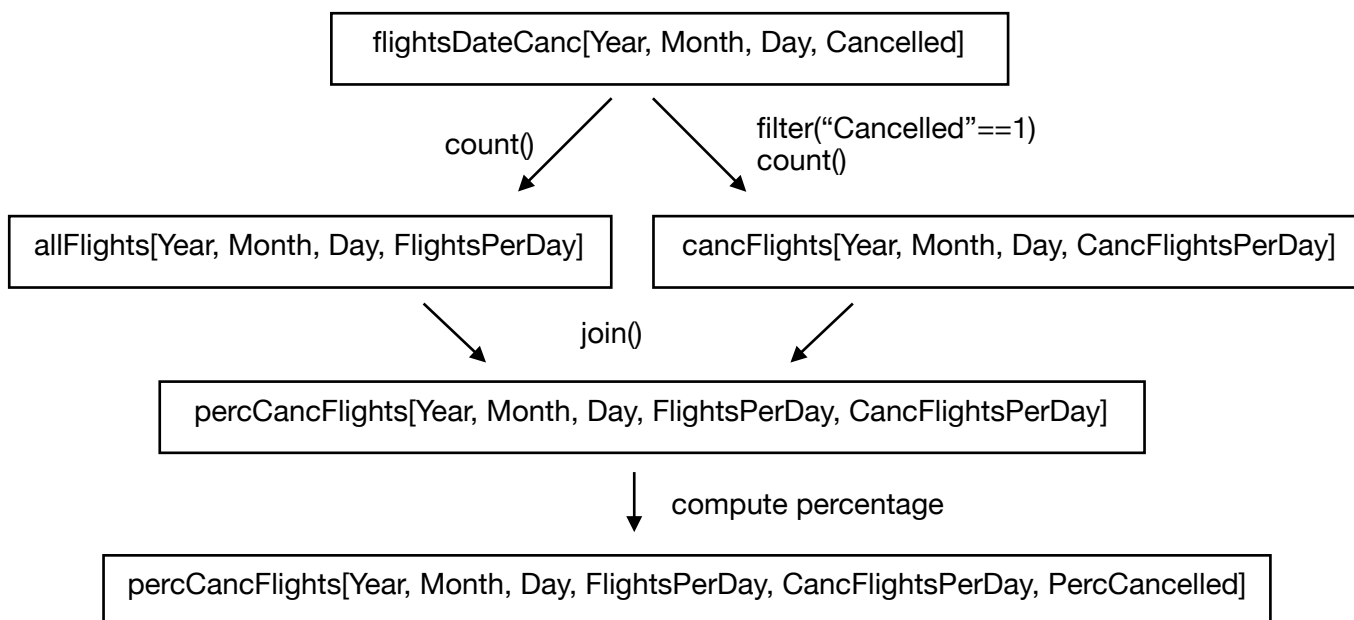 flightsDateCanc[Year, Month, Day, Cancelled]
count()
filter(“Cancelled”==1)
count()
allFlights[Year, Month, Day, FlightsPerDay]
cancFlights[Year, Month, Day, CancFlightsPerDay]
join()
percCancFlights[Year, Month, Day, FlightsPerDay, CancFlightsPerDay]
compute percentage
percCancFlights[Year, Month, Day, FlightsPerDay, CancFlightsPerDay, PercCancelled]